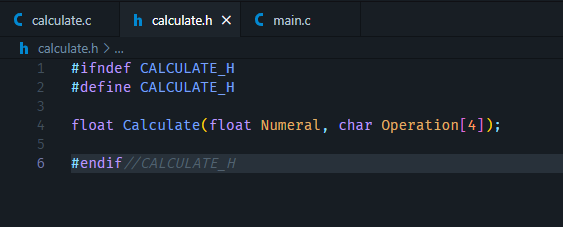 calculate.c calculate.h × main.c
calculate.h > ...
1 #ifndef CALCULATE_H
2 #define CALCULATE_H
3
4 float Calculate(float Numeral, char Operation[4]);
5
6 #endif//CALCULATE_H